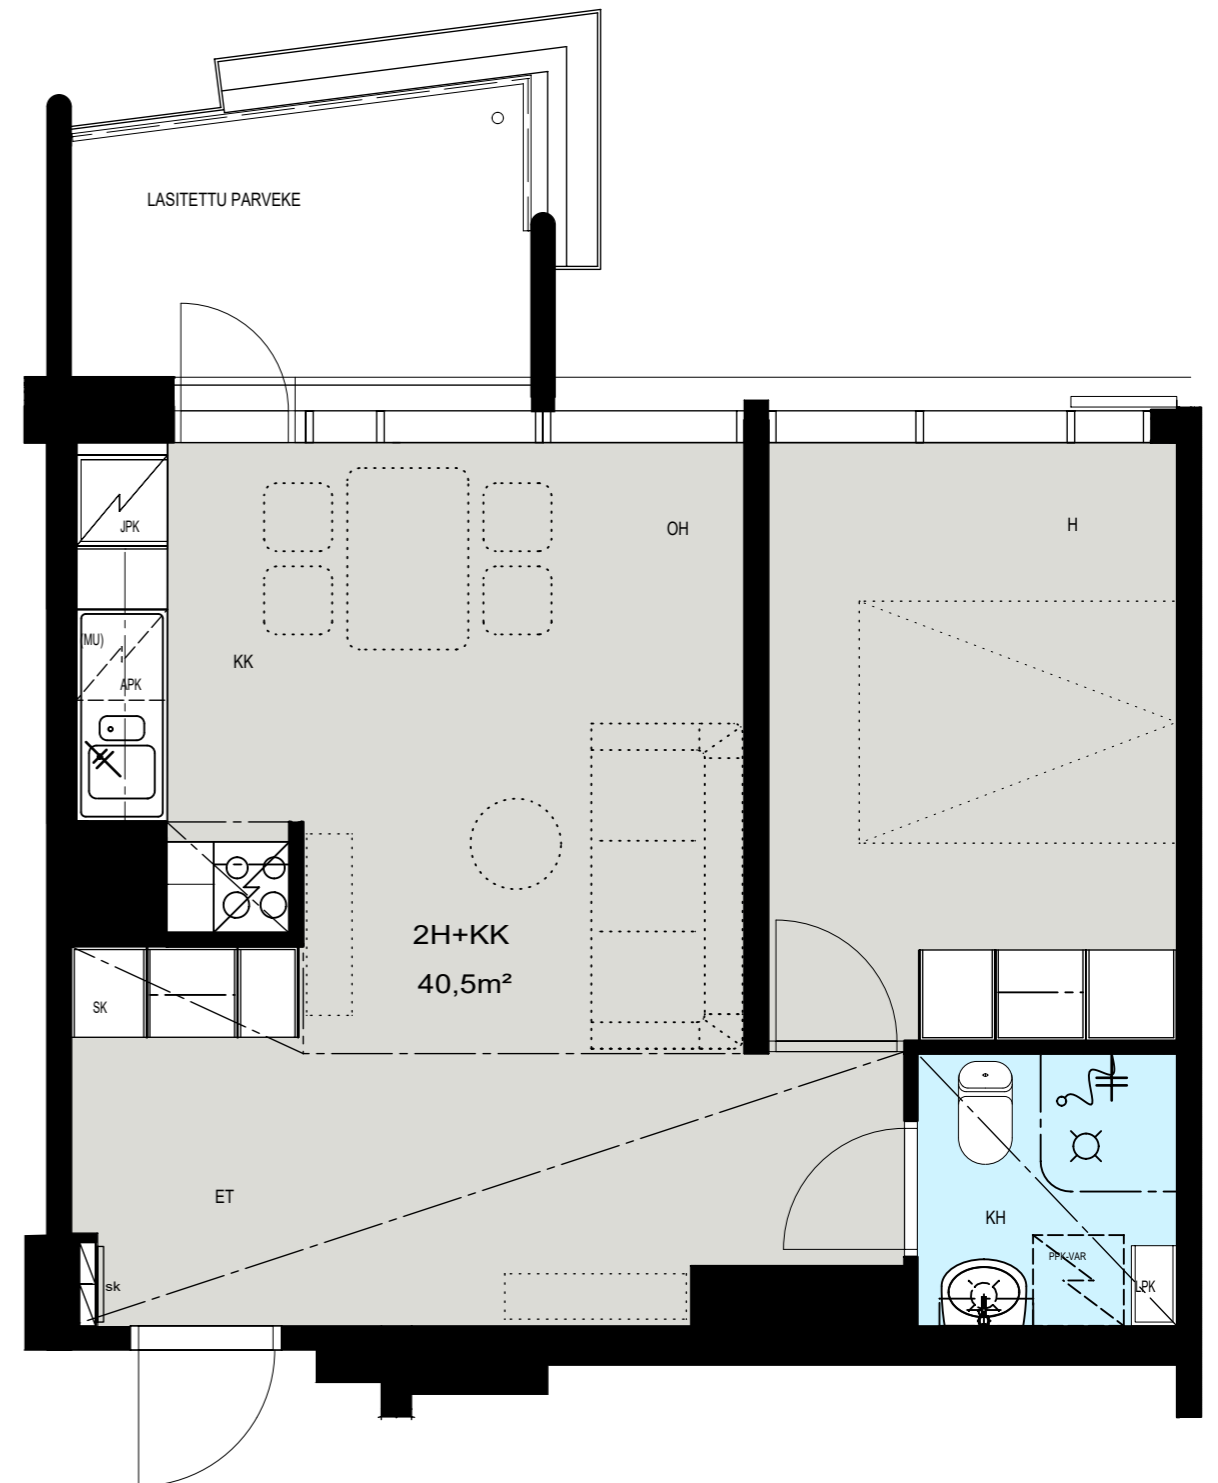 LASITETTU PARVEKE
JPK
OH
H
(MU)
KK
APK
2H+KK
40,5m²
SK
ET
KH
PPK-VAR
sk
LPK